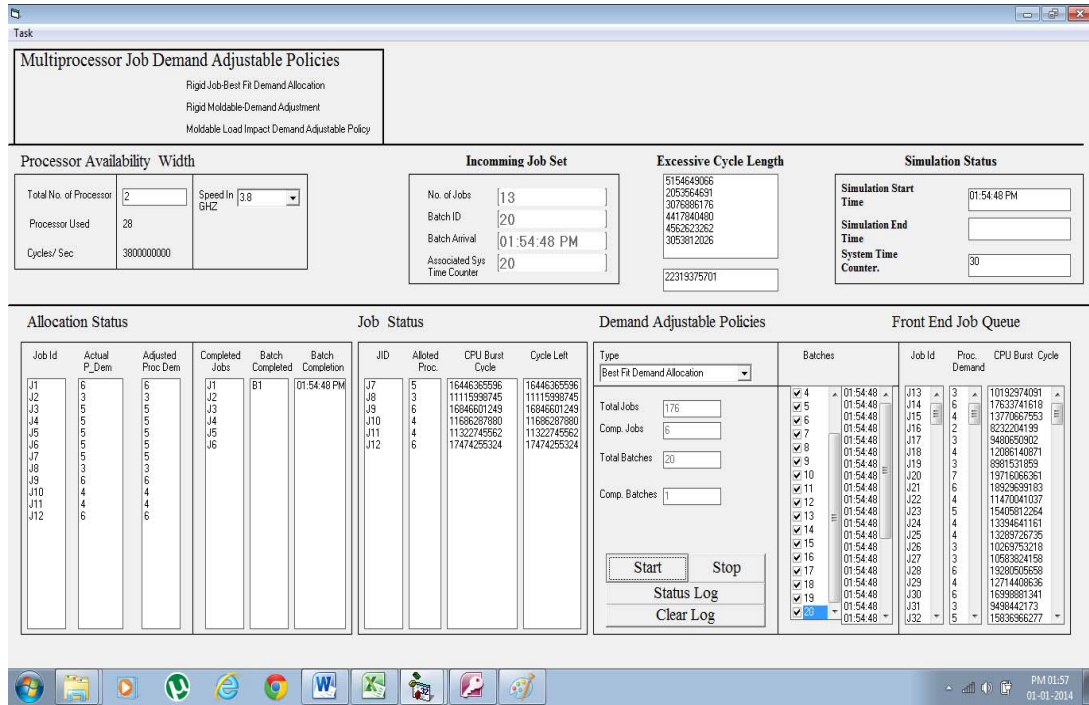 Task
Multiprocessor Job Demand Adjustable Policies
Rigid Job-Best Fit Demand Allocation
Rigid Moldable-Demand Adjustment
Moldable Load Impact Demand Adjustable Policy
Processor Availability Width
Total No. of Processor 2 Speed In GHZ 3.8
Processor Used 28
Cycles/ Sec 3800000000
Incomming Job Set
No. of Jobs 13
Batch ID 20
Batch Arrival 01:54:48 PM
Associated Sys Time Counter 20
Excessive Cycle Length
5154649066
2053564691
3076886176
4417840480
4562623262
3053812026
22319375701
Simulation Status
Simulation Start Time 01:54:48 PM
Simulation End Time
System Time Counter. 30
Allocation Status
Job Id Actual P_Dem Adjusted Proc Dem
J1 6 6
J2 3 3
J3 5 5
J4 5 5
J5 5 5
J6 5 5
J7 5 5
J8 3 3
J9 6 6
J10 4 4
J11 4 4
J12 6 6
Completed Jobs Batch Completed Batch Completion
J1 B1 01:54:48 PM
J2
J3
J4
J5
J6
Job Status
JID Alloted Proc. CPU Burst Cycle Cycle Left
J7 5 16446365596 16446365596
J8 3 11115998745 11115998745
J9 6 16846601249 16846601249
J10 4 11686287880 11686287880
J11 4 11322745562 11322745562
J12 6 17474255324 17474255324
Demand Adjustable Policies
Type
Best Fit Demand Allocation
Total Jobs 176
Comp. Jobs 6
Total Batches 20
Comp. Batches 1
Start Stop
Status Log
Clear Log
Batches
4 01:54:48
5 01:54:48
6 01:54:48
7 01:54:48
8 01:54:48
9 01:54:48
10 01:54:48
11 01:54:48
12 01:54:48
13 01:54:48
14 01:54:48
15 01:54:48
16 01:54:48
17 01:54:48
18 01:54:48
19 01:54:48
20 01:54:48
Front End Job Queue
Job Id Proc. Demand CPU Burst Cycle
J13 3 10192974091
J14 6 17633741618
J15 4 13770667553
J16 2 8232204199
J17 3 9480650902
J18 4 12086140871
J19 3 8981531859
J20 7 19716066361
J21 6 18929699183
J22 4 11470041037
J23 5 15405812264
J24 4 13394641161
J25 4 13289726735
J26 3 10269753218
J27 3 10583824158
J28 6 19280505658
J29 4 12714408636
J30 6 16998881341
J31 3 9498442173
J32 5 15836966277
PM 01:57
01-01-2014